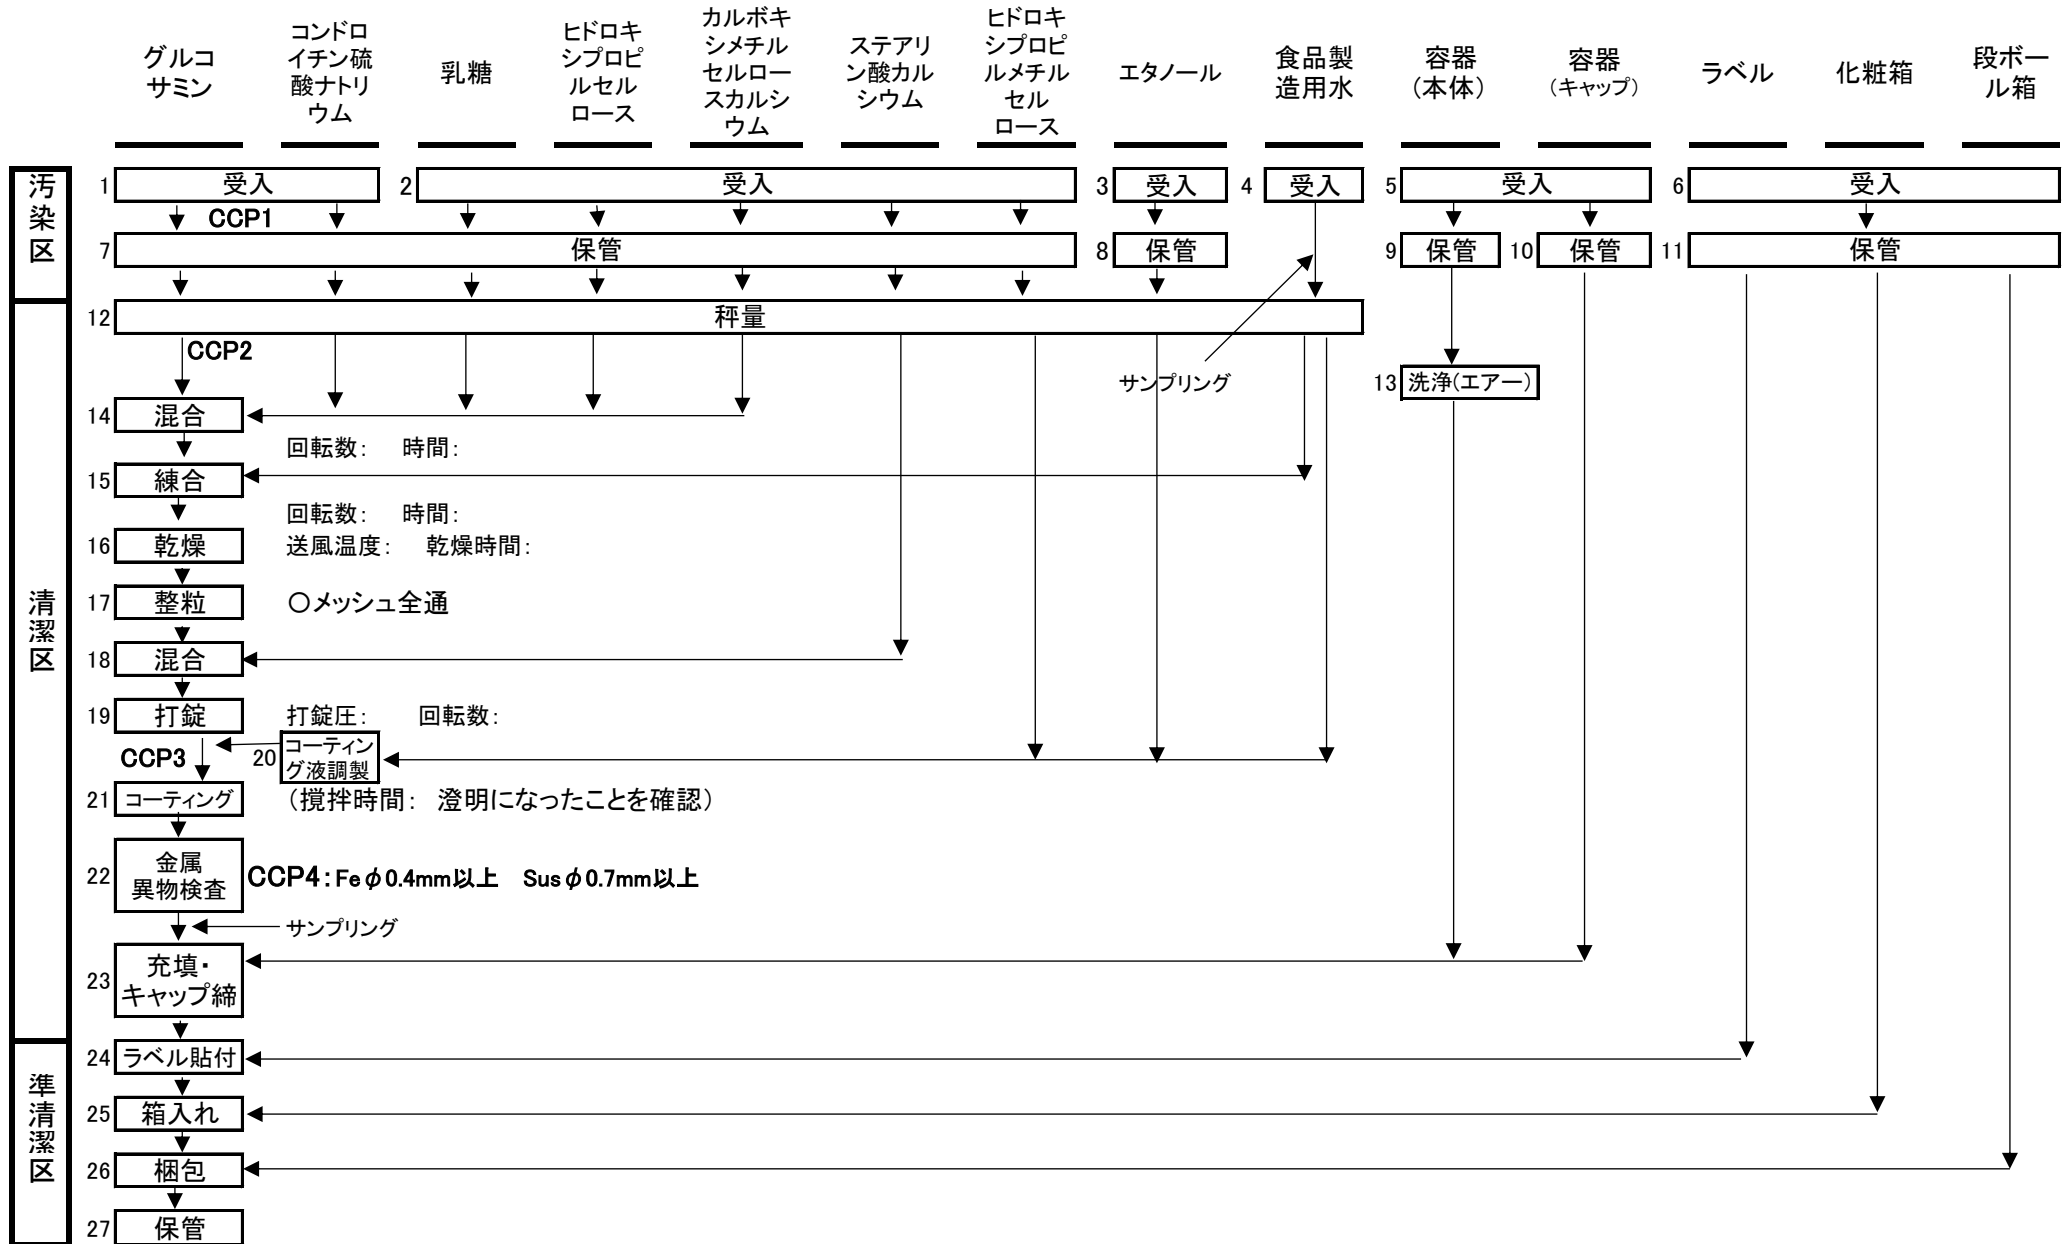 グルコ
サミン
コンドロ
イチン硫
酸ナトリ
ウム
乳糖
ヒドロキ
シプロピ
ルセル
ロース
カルボキ
シメチル
セルロー
スカルシ
ウム
ステアリ
ン酸カル
シウム
ヒドロキ
シプロピ
ルメチル
セル
ロース
エタノール
食品製
造用水
容器
(本体)
容器
(キャップ)
ラベル
化粧箱
段ボー
ル箱
汚染区
1 受入
2 受入
3 受入
4 受入
5 受入
6 受入
CCP1
7 保管
8 保管
9 保管
10 保管
11 保管
清潔区
12 秤量
CCP2
サンプリング
13 洗浄(エアー)
14 混合
回転数: 時間:
15 練合
回転数: 時間:
16 乾燥 送風温度: 乾燥時間:
17 整粒 〇メッシュ全通
18 混合
19 打錠 打錠圧: 回転数:
CCP3
20 コーティン
グ液調製
21 コーティング (撹拌時間: 澄明になったことを確認)
22 金属
異物検査
CCP4:Feφ0.4mm以上 Susφ0.7mm以上
サンプリング
23 充填・
キャップ締
準清潔区
24 ラベル貼付
25 箱入れ
26 梱包
27 保管